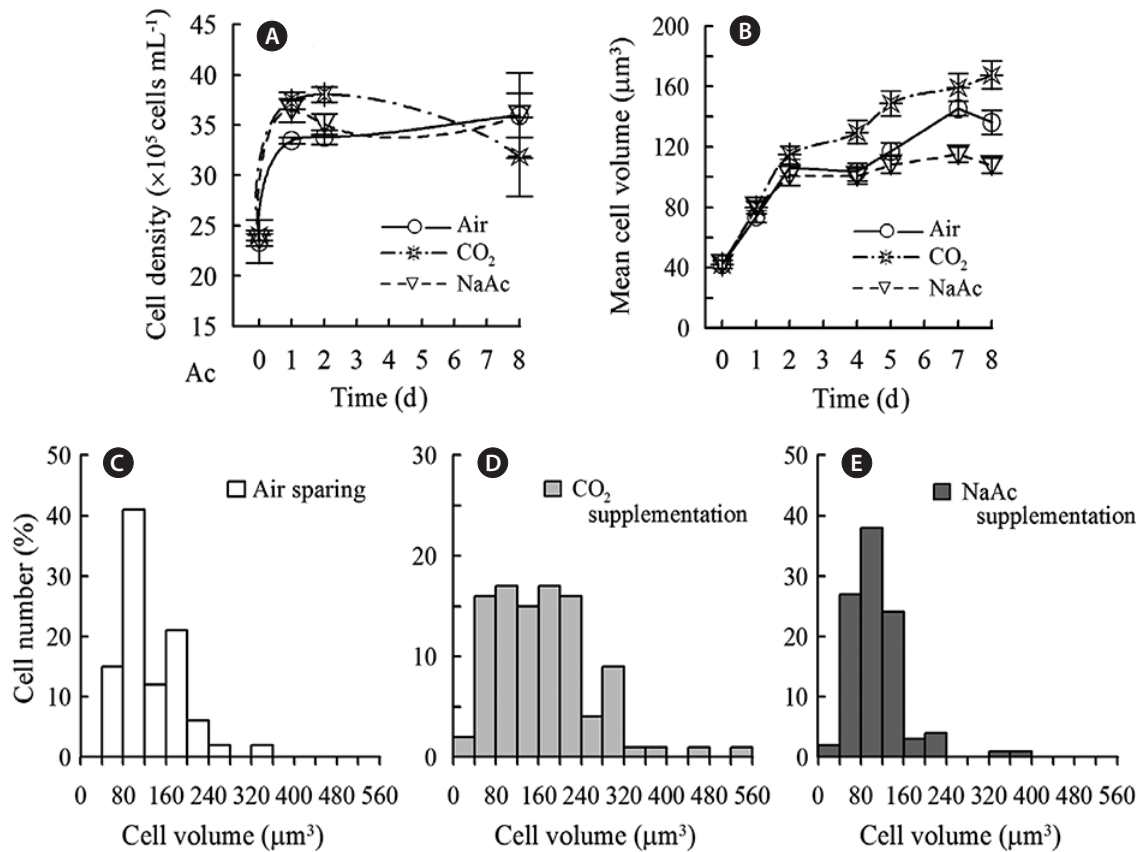 A
Cell density (×10⁵ cells mL⁻¹)
45
40
35
30
25
20
15
Air
CO₂
NaAc
0 1 2 3 4 5 6 7 8
Ac
Time (d)
B
Mean cell volume (μm³)
200
160
120
80
40
0
Air
CO₂
NaAc
0 1 2 3 4 5 6 7 8
Time (d)
C
Cell number (%)
50
40
30
20
10
0
Air sparing
0 80 160 240 320 400 480 560
Cell volume (μm³)
D
30
20
10
0
CO₂
supplementation
0 80 160 240 320 400 480 560
Cell volume (μm³)
E
50
40
30
20
10
0
NaAc
supplementation
0 80 160 240 320 400 480 560
Cell volume (μm³)